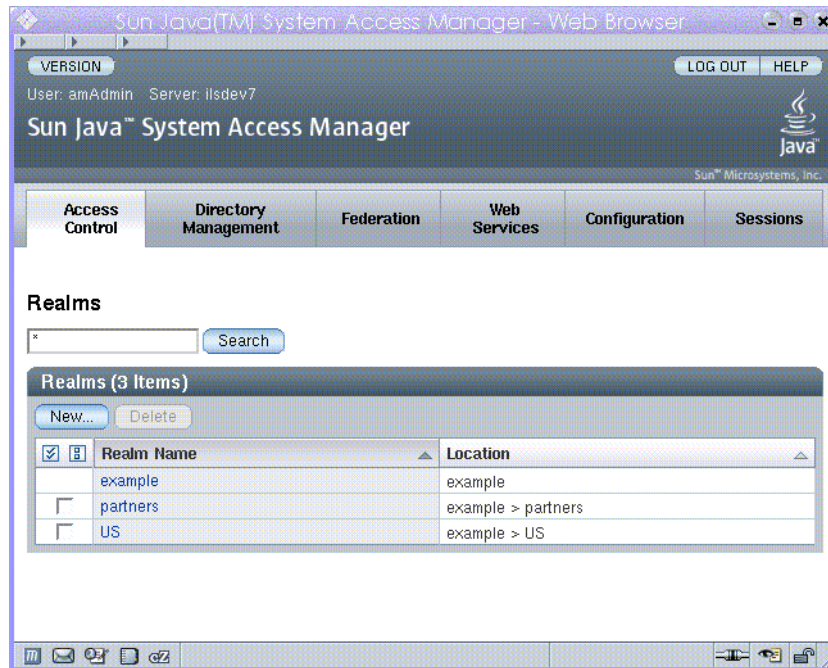 Sun Java(TM) System Access Manager - Web Browser
VERSION
LOG OUT HELP
User: amAdmin Server: ilsdev7
Sun Java™ System Access Manager
Java™
Sun™ Microsystems, Inc.
Access Control
Directory Management
Federation
Web Services
Configuration
Sessions
Realms
*
Search
Realms (3 Items)
New... Delete
Realm Name Location
example example
partners example > partners
US example > US